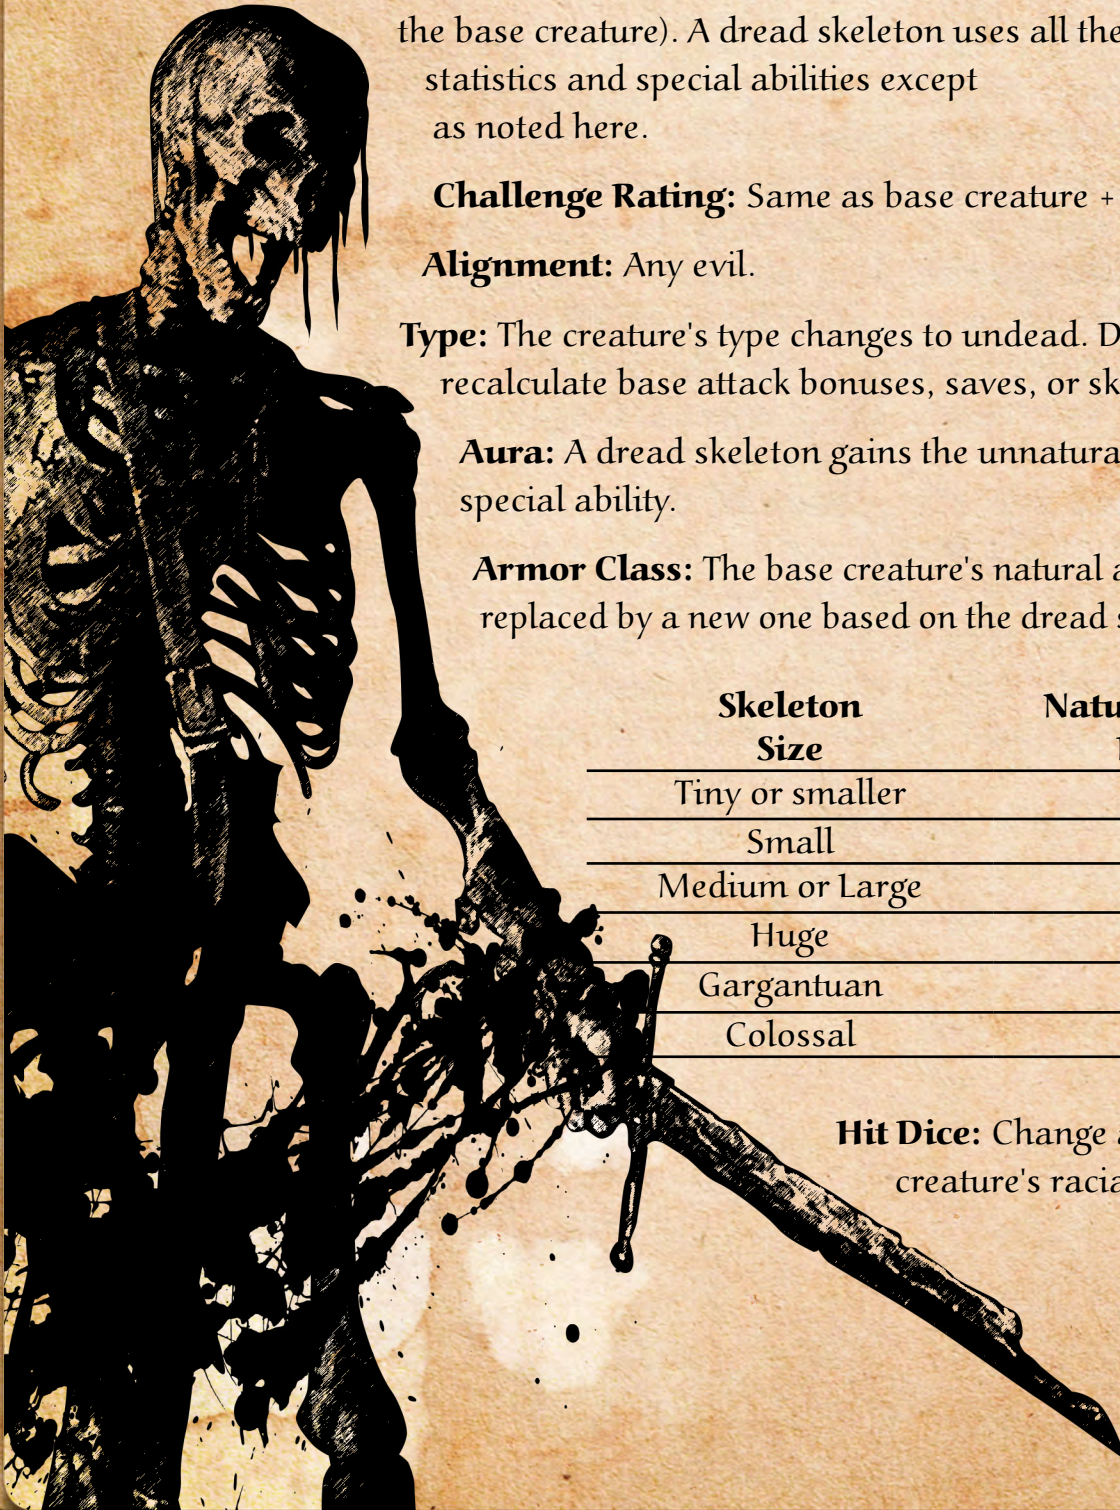 the base creature). A dread skeleton uses all the
statistics and special abilities except
as noted here.
Challenge Rating: Same as base creature +
Alignment: Any evil.
Type: The creature's type changes to undead. D
recalculate base attack bonuses, saves, or sk
Aura: A dread skeleton gains the unnatura
special ability.
Armor Class: The base creature's natural a
replaced by a new one based on the dread s
Skeleton Natu
Size
Tiny or smaller
Small
Medium or Large
Huge
Gargantuan
Colossal
Hit Dice: Change
creature's racia